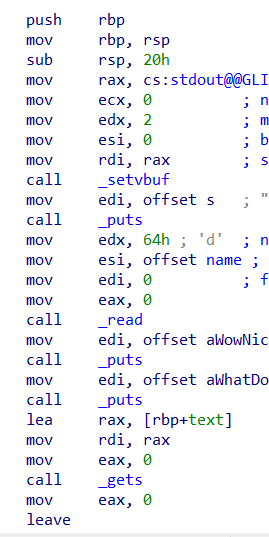 push rbp
mov rbp, rsp
sub rsp, 20h
mov rax, cs:stdout@@GLI
mov ecx, 0 ; n
mov edx, 2 ; m
mov esi, 0 ; b
mov rdi, rax ; s
call _setvbuf
mov edi, offset s ; "
call _puts
mov edx, 64h ; 'd' ; n
mov esi, offset name ;
mov edi, 0 ; f
mov eax, 0
call _read
mov edi, offset aWowNic
call _puts
mov edi, offset aWhatDo
call _puts
lea rax, [rbp+text]
mov rdi, rax
mov eax, 0
call _gets
mov eax, 0
leave